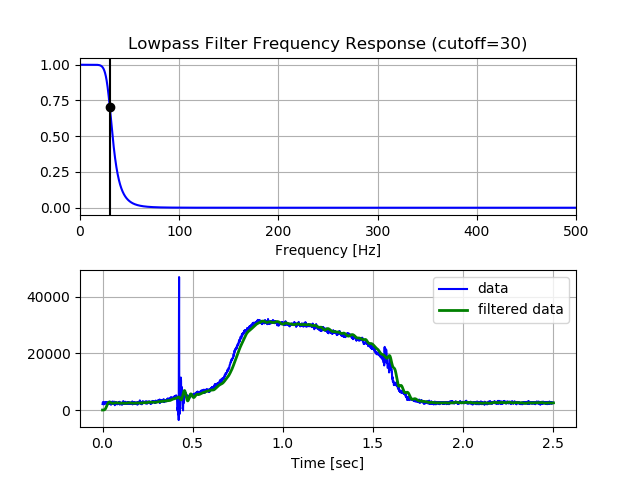 Lowpass Filter Frequency Response (cutoff=30)
1.00
0.75
0.50
0.25
0.00
0 100 200 300 400 500
Frequency [Hz]
data
filtered data
40000
20000
0
0.0 0.5 1.0 1.5 2.0 2.5
Time [sec]